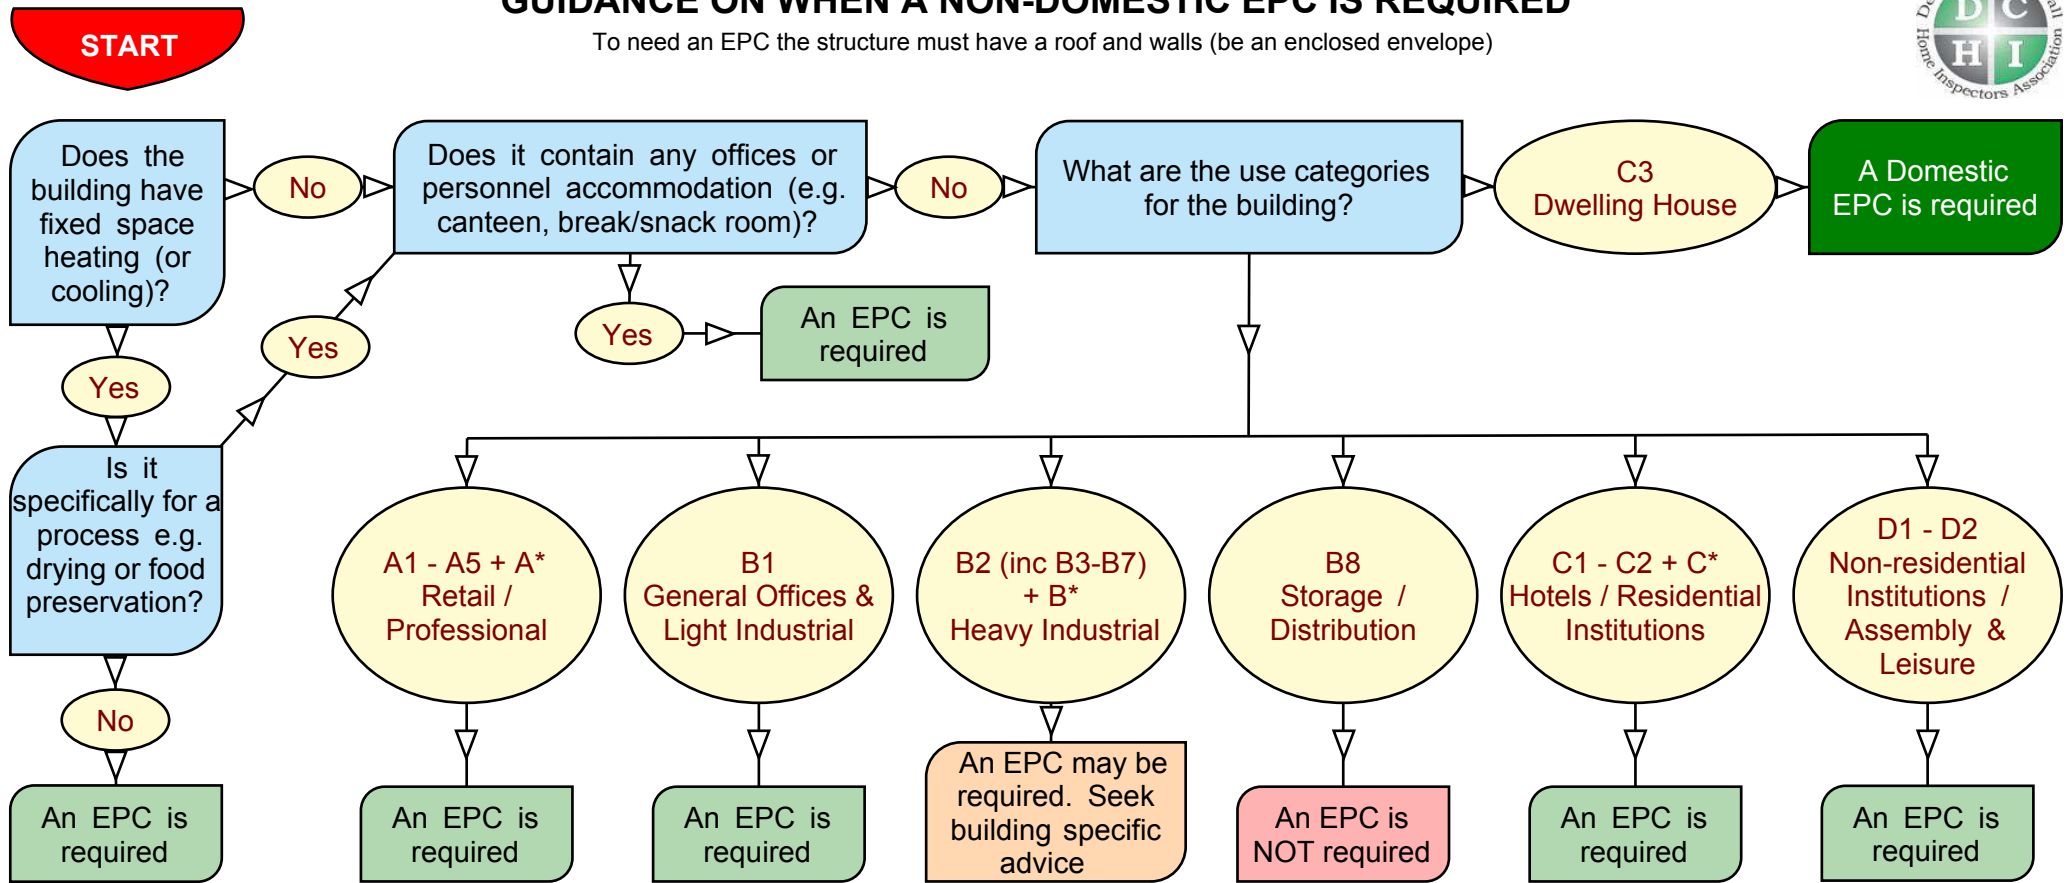 GUIDANCE ON WHEN A NON-DOMESTIC EPC IS REQUIRED
To need an EPC the structure must have a roof and walls (be an enclosed envelope)
START
D C
H I
Home Inspectors Association
Does the
building have
fixed space
heating (or
cooling)?
No
Does it contain any offices or
personnel accommodation (e.g.
canteen, break/snack room)?
No
What are the use categories
for the building?
C3
Dwelling House
A Domestic
EPC is required
Yes
Yes
Yes
An EPC is
required
Is it
specifically for a
process e.g.
drying or food
preservation?
No
An EPC is
required
A1 - A5 + A*
Retail /
Professional
An EPC is
required
B1
General Offices &
Light Industrial
An EPC is
required
B2 (inc B3-B7)
+ B*
Heavy Industrial
An EPC may be
required. Seek
building specific
advice
B8
Storage /
Distribution
An EPC is
NOT required
C1 - C2 + C*
Hotels / Residential
Institutions
An EPC is
required
D1 - D2
Non-residential
Institutions /
Assembly &
Leisure
An EPC is
required